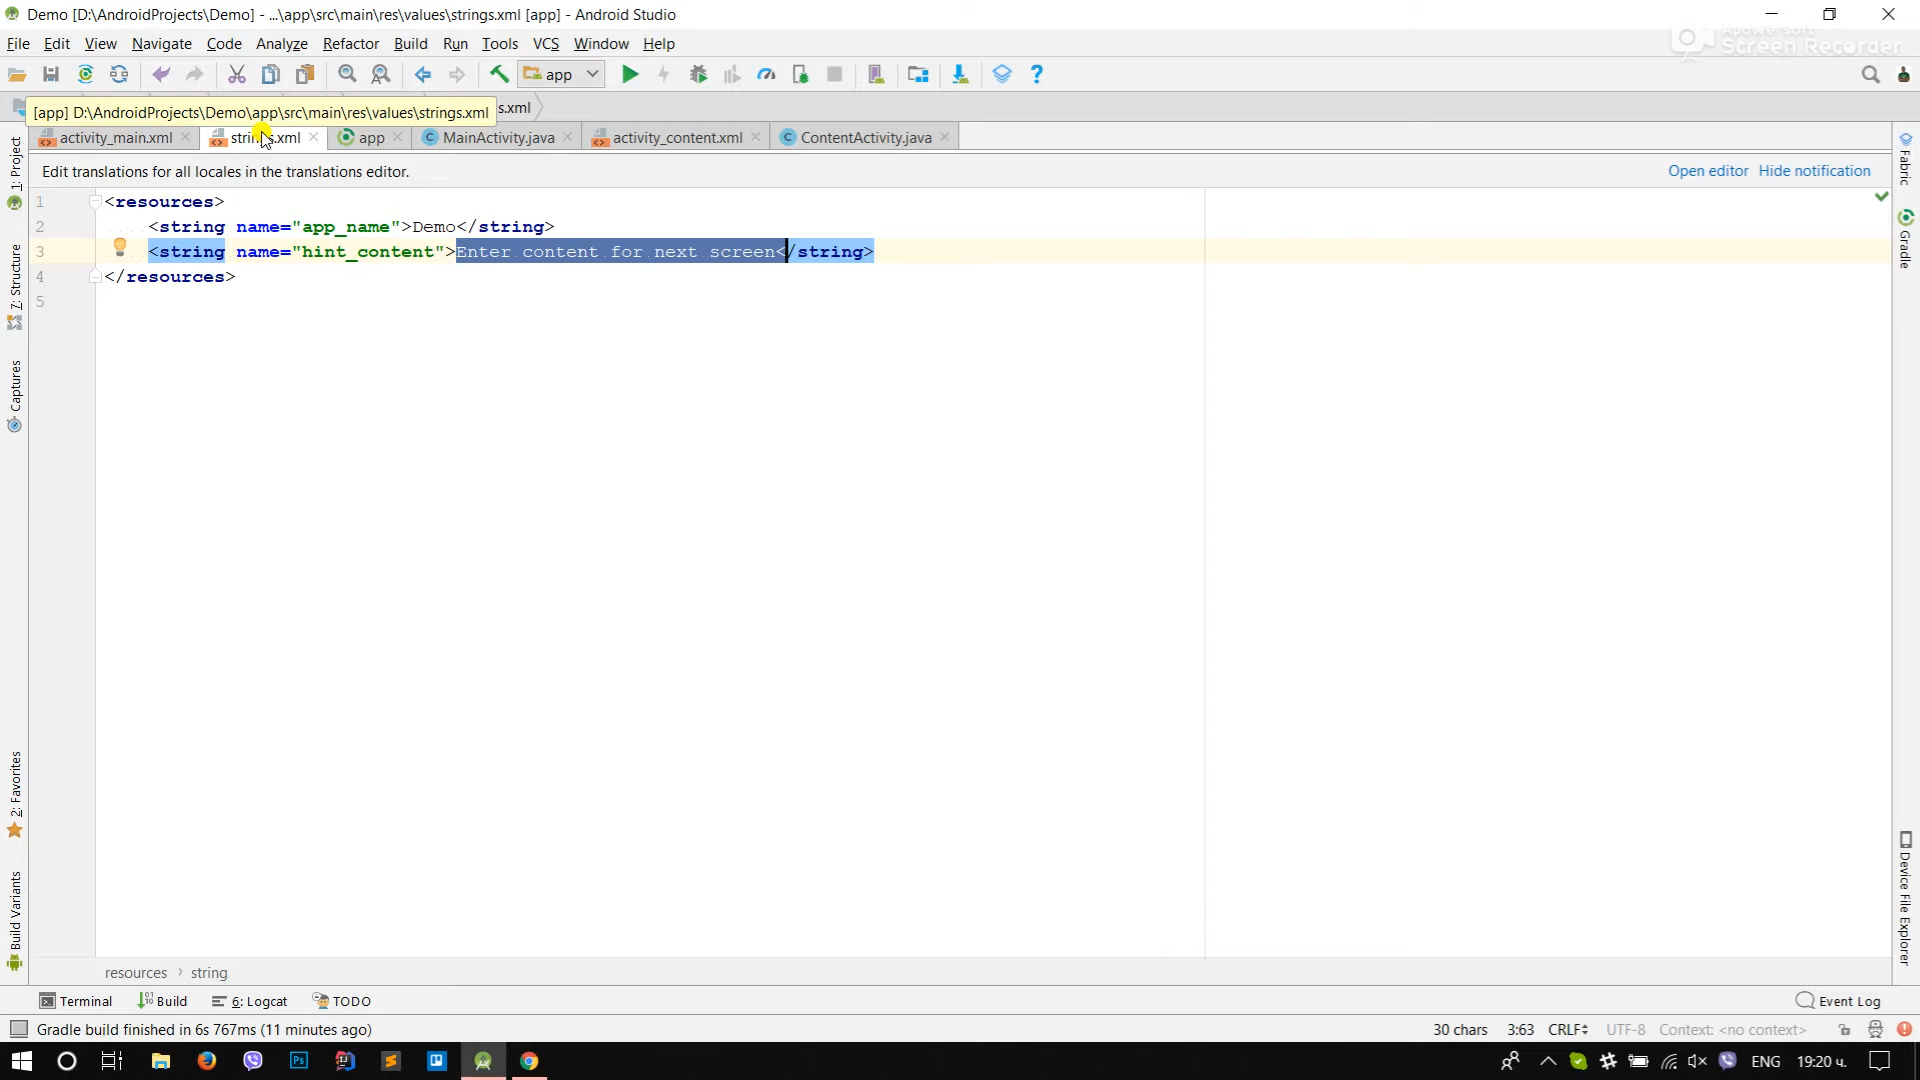 Demo [D:\AndroidProjects\Demo] - ...\app\src\main\res\values\strings.xml [app] - Android Studio
File Edit View Navigate Code Analyze Refactor Build Run Tools VCS Window Help
Apowersoft
Screen Recorder
app
[app] D:\AndroidProjects\Demo\app\src\main\res\values\strings.xml
s.xml
activity_main.xml strings.xml app MainActivity.java activity_content.xml ContentActivity.java
Edit translations for all locales in the translations editor. Open editor Hide notification
1 <resources>
2 <string name="app_name">Demo</string>
3 <string name="hint_content">Enter content for next screen</string>
4 </resources>
5
1: Project
7: Structure
Captures
2: Favorites
Build Variants
Fabric
Gradle
Device File Explorer
resources › string
Terminal Build 6: Logcat TODO Event Log
Gradle build finished in 6s 767ms (11 minutes ago) 30 chars 3:63 CRLF UTF-8 Context: <no context>
Ps
ENG 19:20 ч.